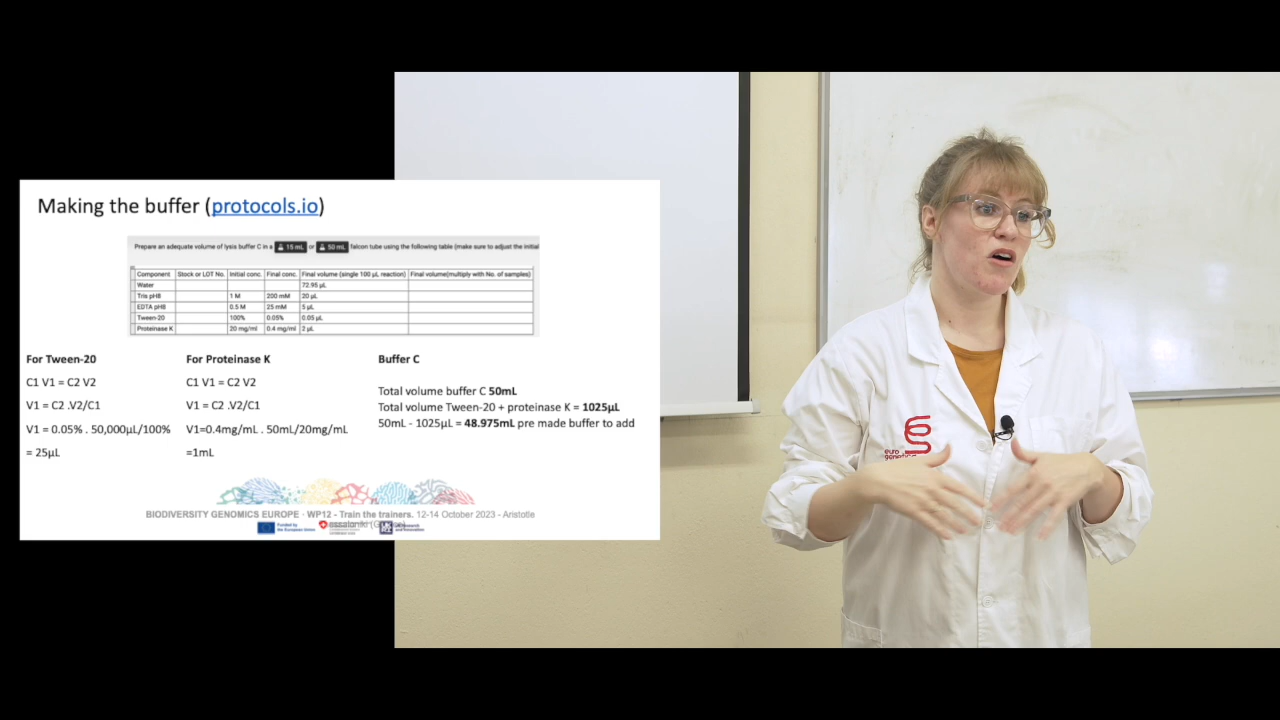 Making the buffer (protocols.io)
Prepare an adequate volume of lysis buffer C in a 15 mL or 50 mL falcon tube using the following table (make sure to adjust the initial
Component Stock or LOT No. Initial conc. Final conc. Final volume (single 100 µL reaction) Final volume(multiply with No. of samples)
Water 72.95 µL
Tris pH8 1 M 200 mM 20 µL
EDTA pH8 0.5 M 25 mM 5 µL
Tween-20 100% 0.05% 0.05 µL
Proteinase K 20 mg/ml 0.4 mg/ml 2 µL
For Tween-20
C1 V1 = C2 V2
V1 = C2 .V2/C1
V1 = 0.05% . 50,000µL/100%
= 25µL
For Proteinase K
C1 V1 = C2 V2
V1 = C2 .V2/C1
V1=0.4mg/mL . 50mL/20mg/mL
=1mL
Buffer C
Total volume buffer C 50mL
Total volume Tween-20 + proteinase K = 1025µL
50mL - 1025µL = 48.975mL pre made buffer to add
BIODIVERSITY GENOMICS EUROPE · WP12 - Train the trainers. 12-14 October 2023 - Aristotle
Funded by
the European Union
euro